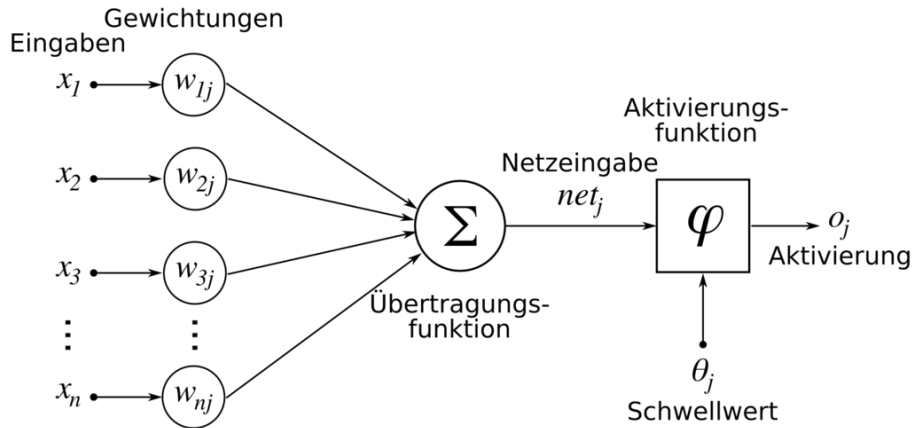 Gewichtungen
Eingaben
x1
w1j
x2
w2j
x3
w3j
xn
wnj
Σ
Übertragungs-
funktion
Netzeingabe
netj
Aktivierungs-
funktion
φ
oj
Aktivierung
θj
Schwellwert